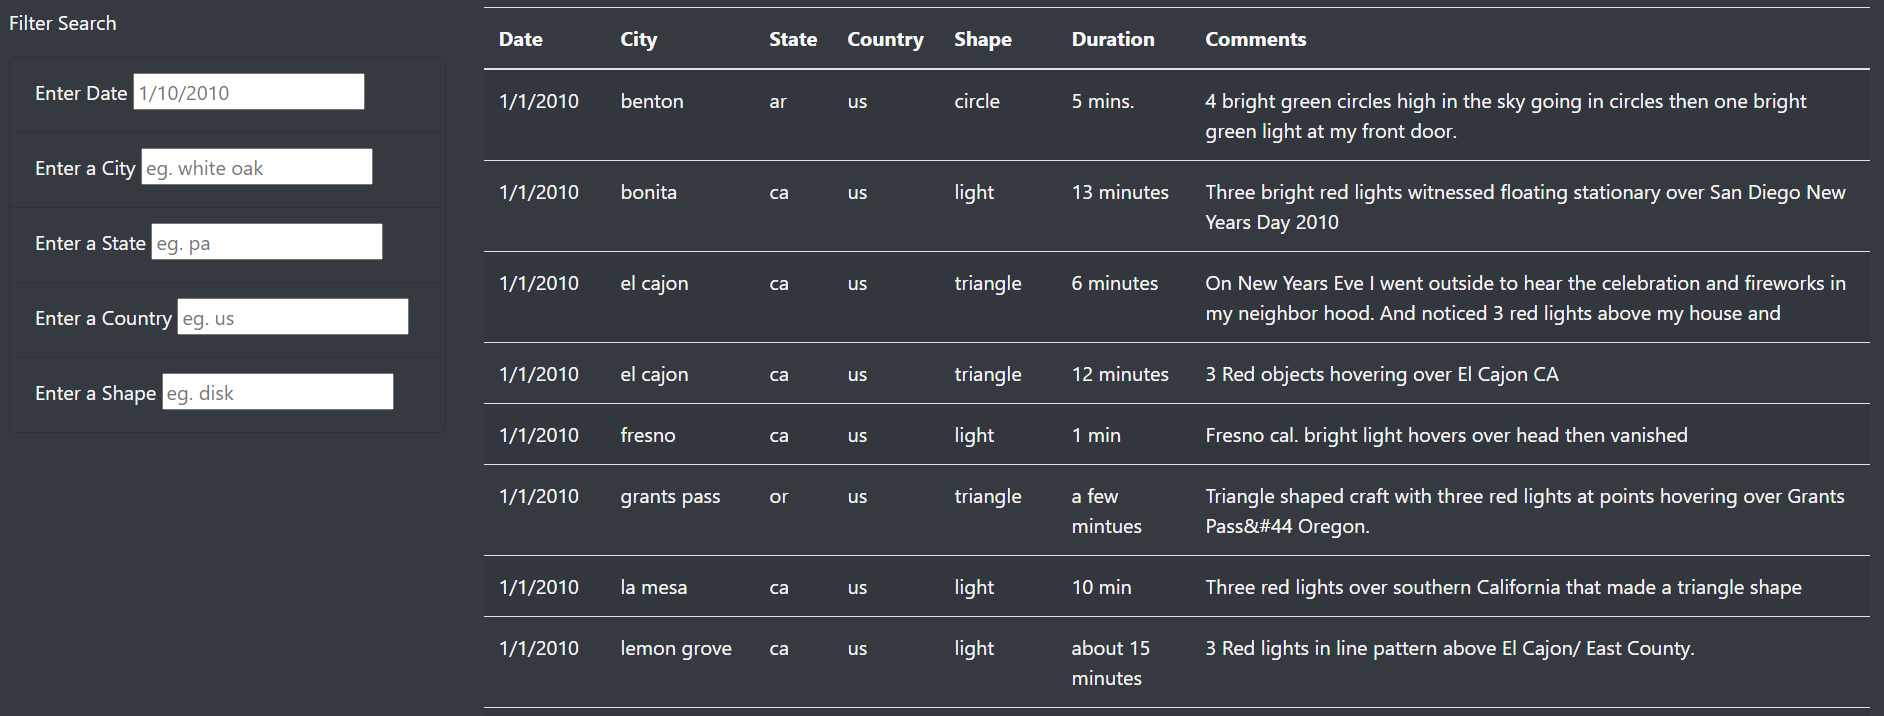 Filter Search
Enter Date 1/10/2010
Enter a City eg. white oak
Enter a State eg. pa
Enter a Country eg. us
Enter a Shape eg. disk
Date City State Country Shape Duration Comments
1/1/2010 benton ar us circle 5 mins. 4 bright green circles high in the sky going in circles then one bright
green light at my front door.
1/1/2010 bonita ca us light 13 minutes Three bright red lights witnessed floating stationary over San Diego New
Years Day 2010
1/1/2010 el cajon ca us triangle 6 minutes On New Years Eve I went outside to hear the celebration and fireworks in
my neighbor hood. And noticed 3 red lights above my house and
1/1/2010 el cajon ca us triangle 12 minutes 3 Red objects hovering over El Cajon CA
1/1/2010 fresno ca us light 1 min Fresno cal. bright light hovers over head then vanished
1/1/2010 grants pass or us triangle a few Triangle shaped craft with three red lights at points hovering over Grants
mintues Pass&#44 Oregon.
1/1/2010 la mesa ca us light 10 min Three red lights over southern California that made a triangle shape
1/1/2010 lemon grove ca us light about 15 3 Red lights in line pattern above El Cajon/ East County.
minutes